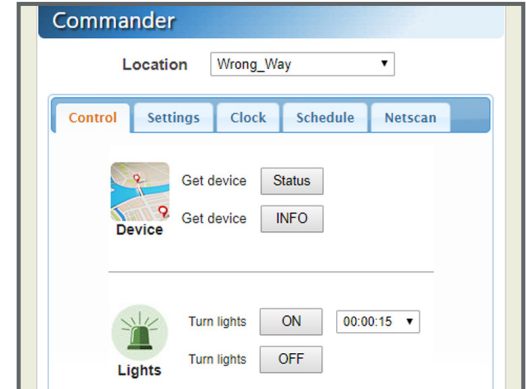 Commander
Location Wrong_Way
Control Settings Clock Schedule Netscan
Get device Status
Get device INFO
Device
Turn lights ON 00:00:15
Turn lights OFF
Lights